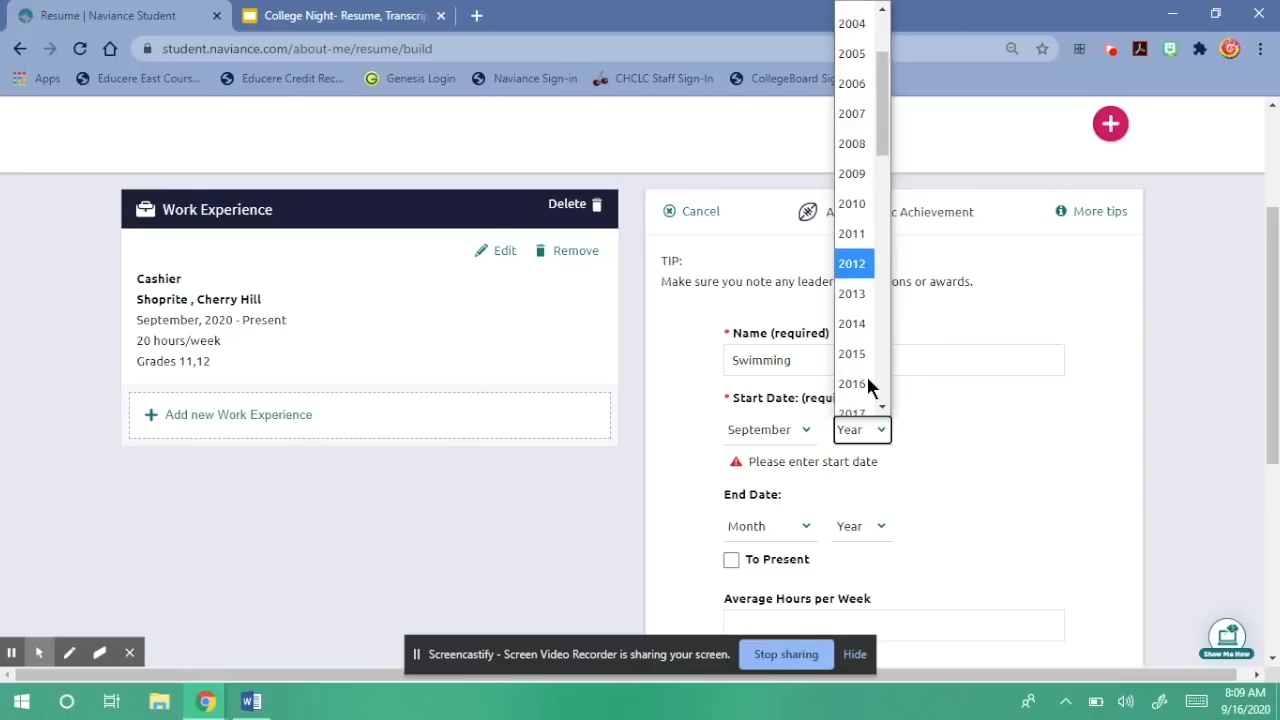 Resume | Naviance Student
College Night- Resume, Transcrip
student.naviance.com/about-me/resume/build
Apps
Educere East Cours...
Educere Credit Rec...
Genesis Login
Naviance Sign-in
CHCLC Staff Sign-In
CollegeBoard Sig
2004
2005
2006
2007
2008
2009
2010
2011
2012
2013
2014
2015
2016
2017
Work Experience
Delete
Edit
Remove
Cashier
Shoprite , Cherry Hill
September, 2020 - Present
20 hours/week
Grades 11,12
Add new Work Experience
Cancel
A c Achievement
More tips
TIP:
Make sure you note any leader ons or awards.
* Name (required)
Swimming
* Start Date: (requi
September
Year
Please enter start date
End Date:
Month
Year
To Present
Average Hours per Week
Show Me How
Screencastify - Screen Video Recorder is sharing your screen.
Stop sharing
Hide
8:09 AM
9/16/2020